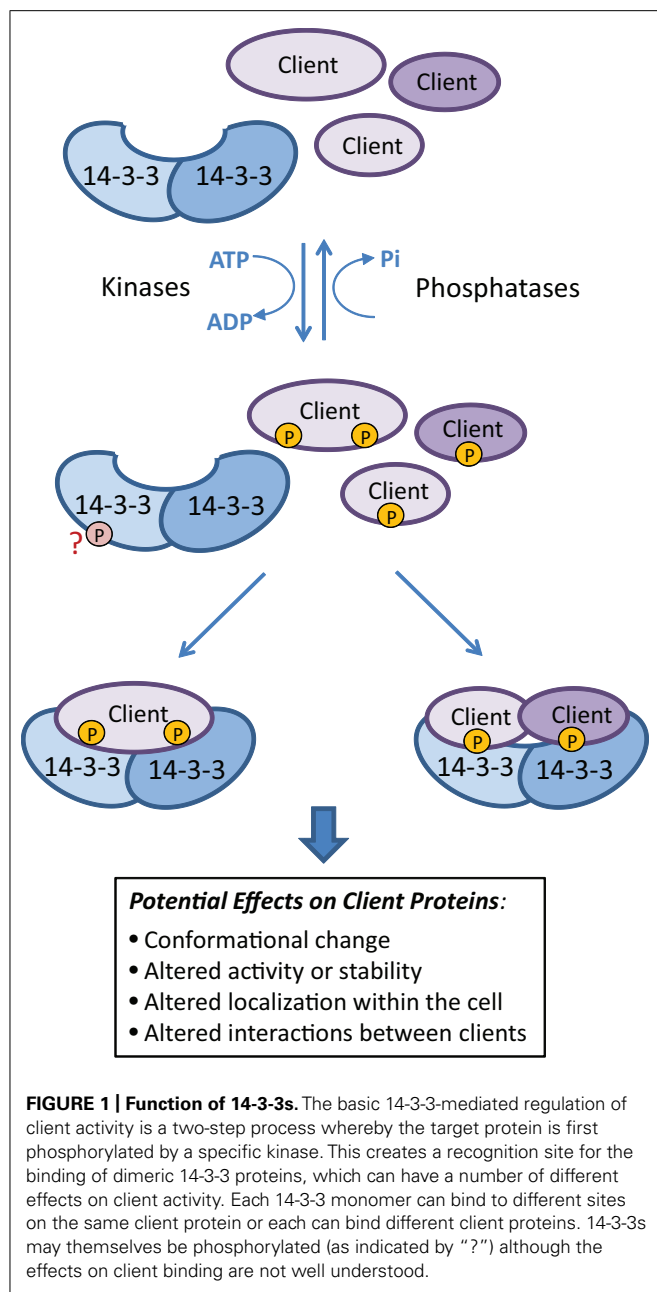 Client
Client
Client
14-3-3 14-3-3
ATP Pi
Kinases Phosphatases
ADP
Client
P P
Client
P
Client
P
14-3-3 14-3-3
? P
Client
P P
14-3-3 14-3-3
Client Client
P P
14-3-3 14-3-3
Potential Effects on Client Proteins:
• Conformational change
• Altered activity or stability
• Altered localization within the cell
• Altered interactions between clients
FIGURE 1 | Function of 14-3-3s. The basic 14-3-3-mediated regulation of
client activity is a two-step process whereby the target protein is first
phosphorylated by a specific kinase. This creates a recognition site for the
binding of dimeric 14-3-3 proteins, which can have a number of different
effects on client activity. Each 14-3-3 monomer can bind to different sites
on the same client protein or each can bind different client proteins. 14-3-3s
may themselves be phosphorylated (as indicated by “?”) although the
effects on client binding are not well understood.